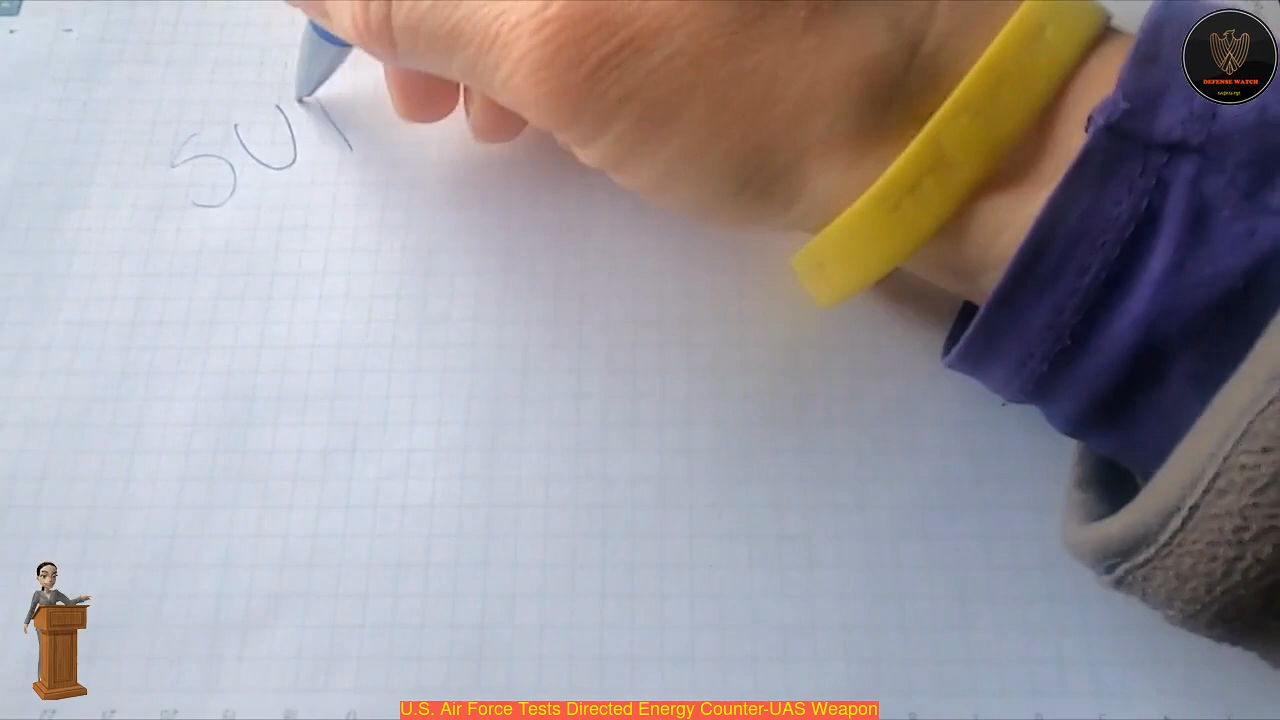 SU
DEFENSE WATCH
U.S. Air Force Tests Directed Energy Counter-UAS Weapon